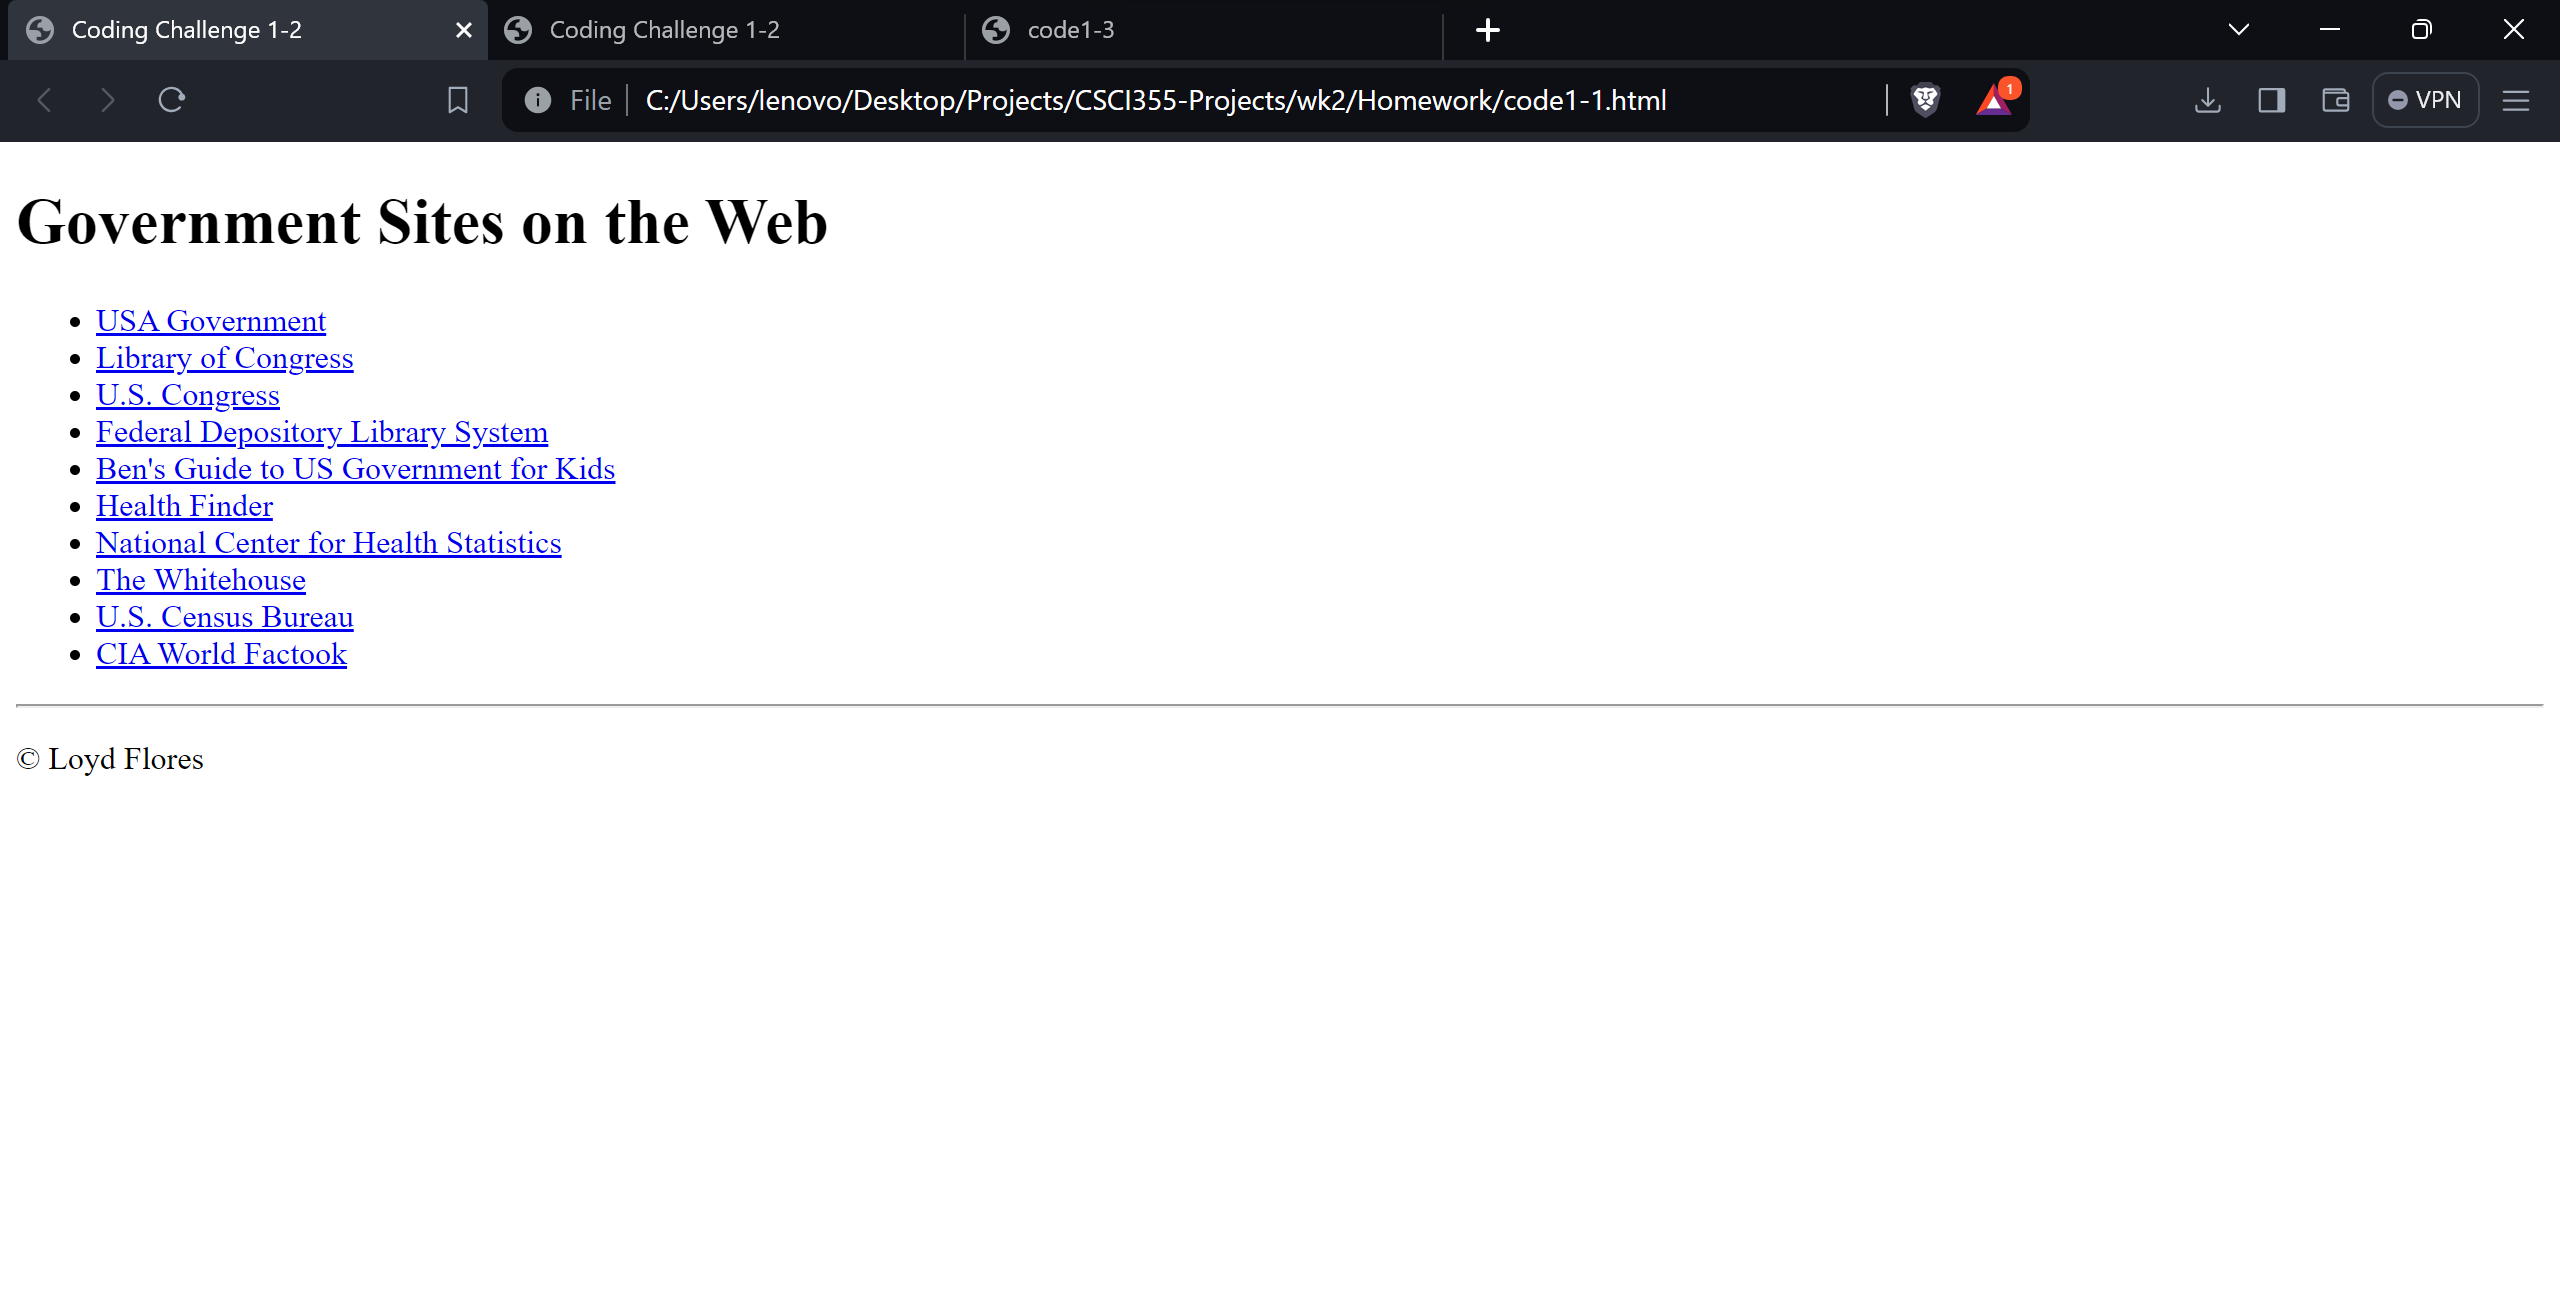 Coding Challenge 1-2
Coding Challenge 1-2
code1-3
File
C:/Users/lenovo/Desktop/Projects/CSCI355-Projects/wk2/Homework/code1-1.html
1
VPN
Government Sites on the Web
USA Government
Library of Congress
U.S. Congress
Federal Depository Library System
Ben's Guide to US Government for Kids
Health Finder
National Center for Health Statistics
The Whitehouse
U.S. Census Bureau
CIA World Factook
© Loyd Flores